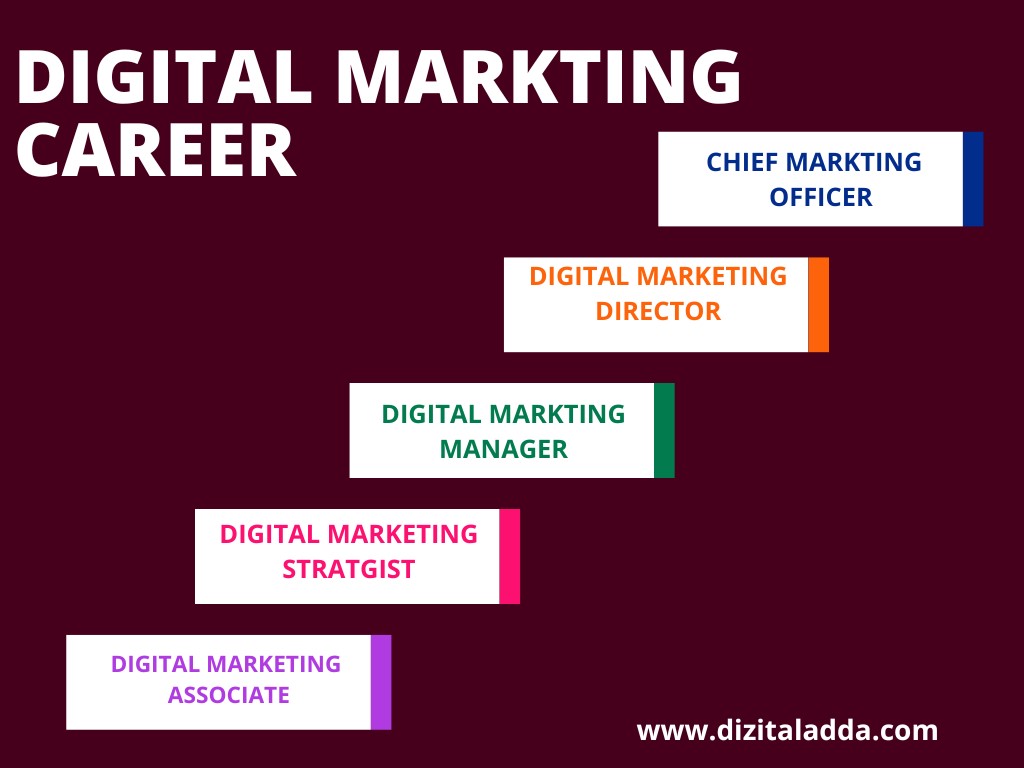 DIGITAL MARKTING
CAREER
CHIEF MARKTING
OFFICER
DIGITAL MARKETING
DIRECTOR
DIGITAL MARKTING
MANAGER
DIGITAL MARKETING
STRATGIST
DIGITAL MARKETING
ASSOCIATE
www.dizitaladda.com